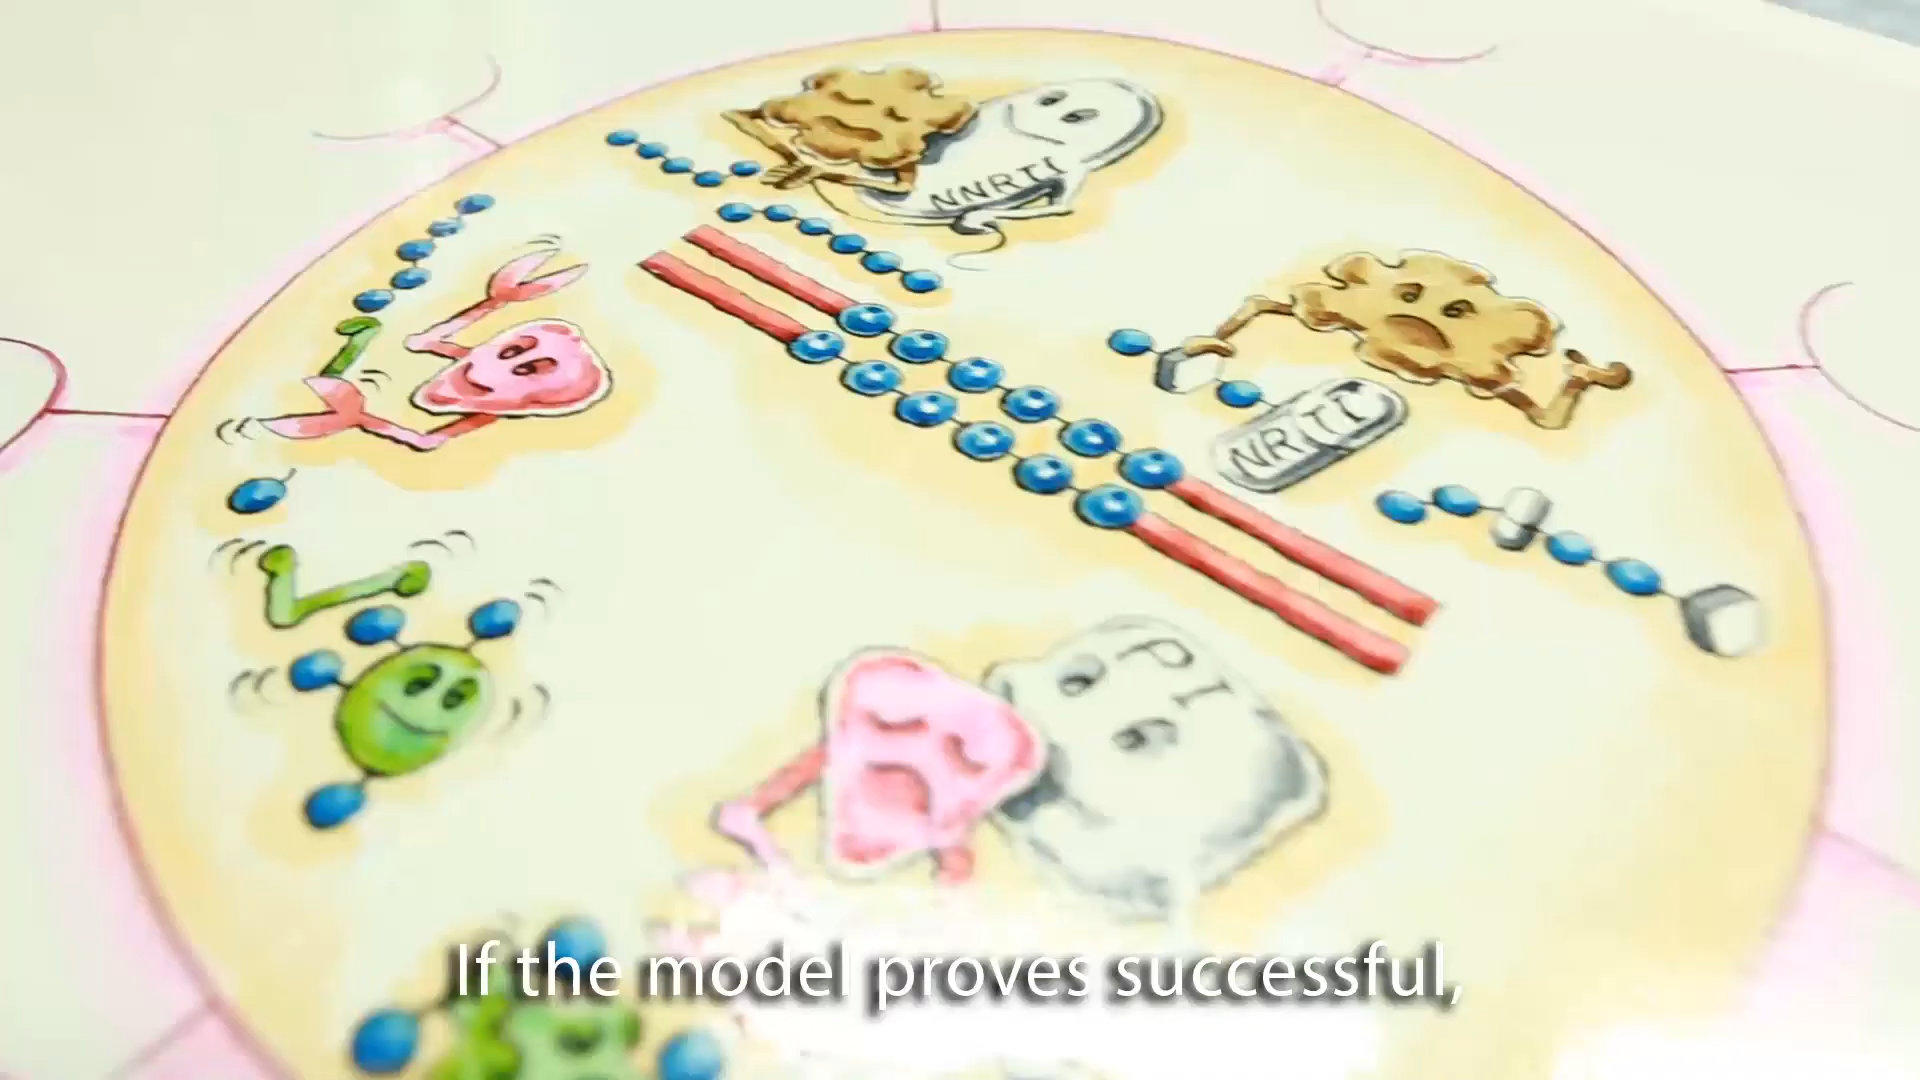 NNRTI
NRTI
PI
If the model proves successful,